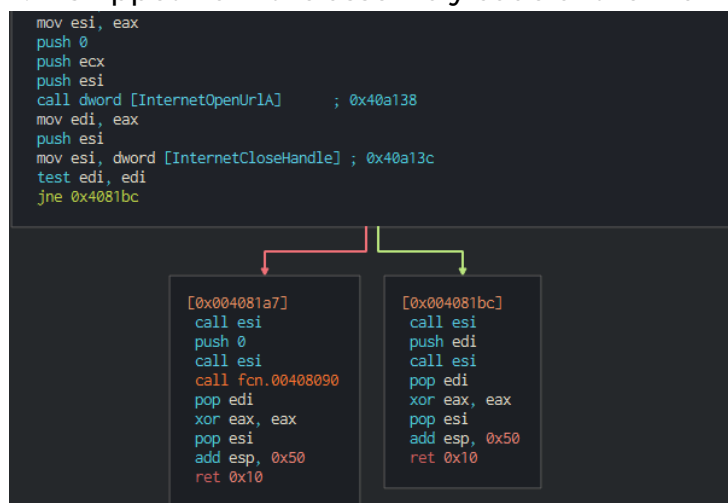 mov esi, eax
push 0
push ecx
push esi
call dword [InternetOpenUrlA] ; 0x40a138
mov edi, eax
push esi
mov esi, dword [InternetCloseHandle] ; 0x40a13c
test edi, edi
jne 0x4081bc
[0x004081a7]
call esi
push 0
call esi
call fcn.00408090
pop edi
xor eax, eax
pop esi
add esp, 0x50
ret 0x10
[0x004081bc]
call esi
push edi
call esi
pop edi
xor eax, eax
pop esi
add esp, 0x50
ret 0x10